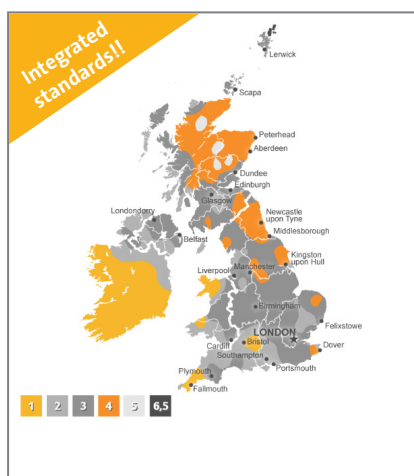 Integrated
standards!!
Lerwick
Scapa
Peterhead
Aberdeen
Dundee
Edinburgh
Glasgow
Londonderry
Newcastle
upon Tyne
Belfast
Middlesborough
Kingston
upon Hull
Manchester
Liverpool
Birmingham
Felixstowe
LONDON
Cardiff
Bristol
Dover
Southampton
Portsmouth
Plymouth
Fallmouth
1 2 3 4 5 6,5